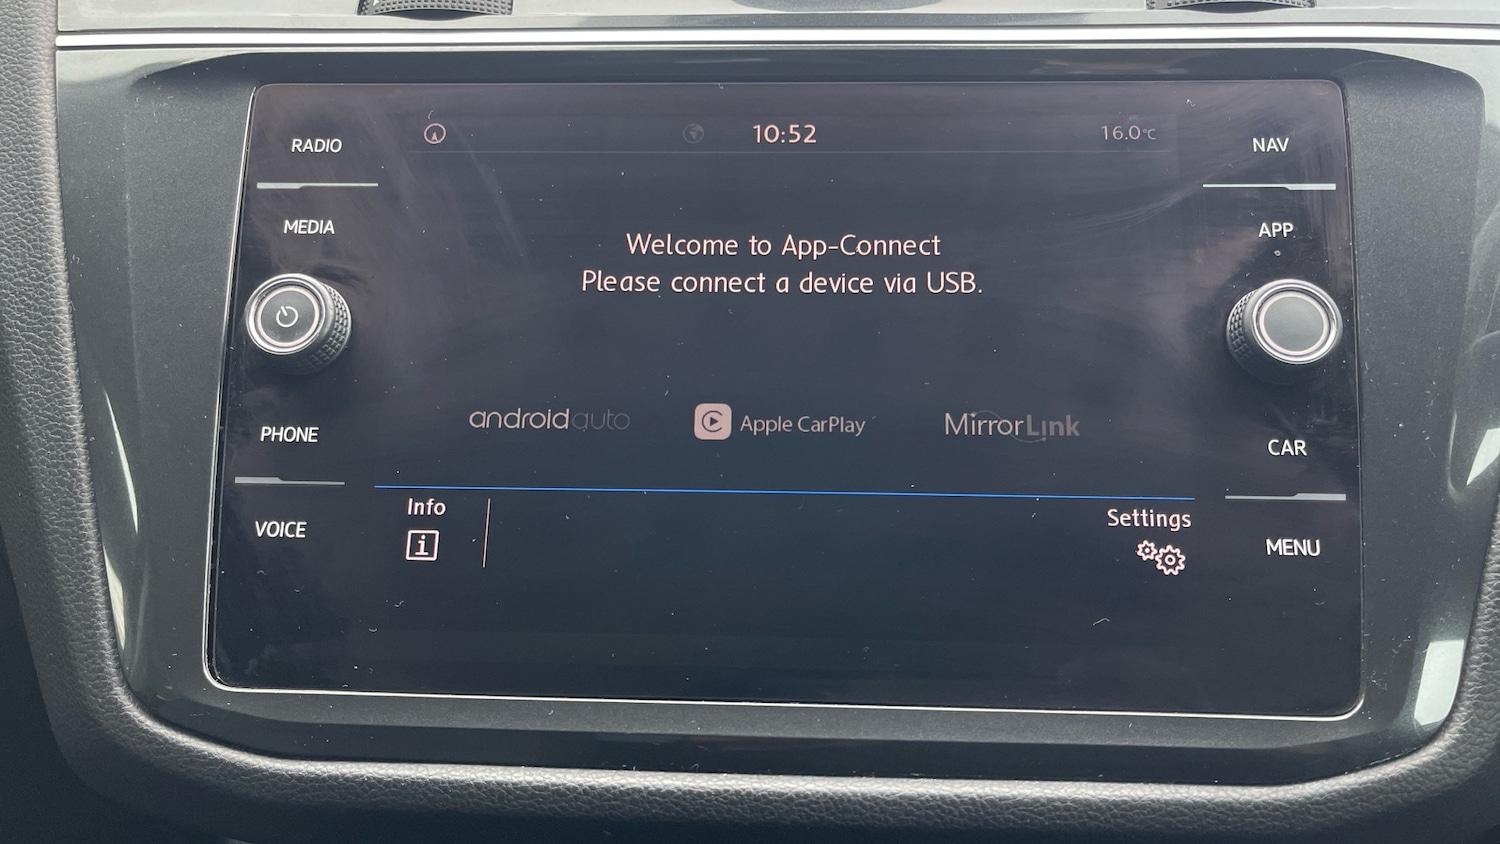 RADIO
MEDIA
PHONE
VOICE
10:52
16.0°C
Welcome to App-Connect
Please connect a device via USB.
androidauto
Apple CarPlay
MirrorLink
Info
i
Settings
NAV
APP
CAR
MENU